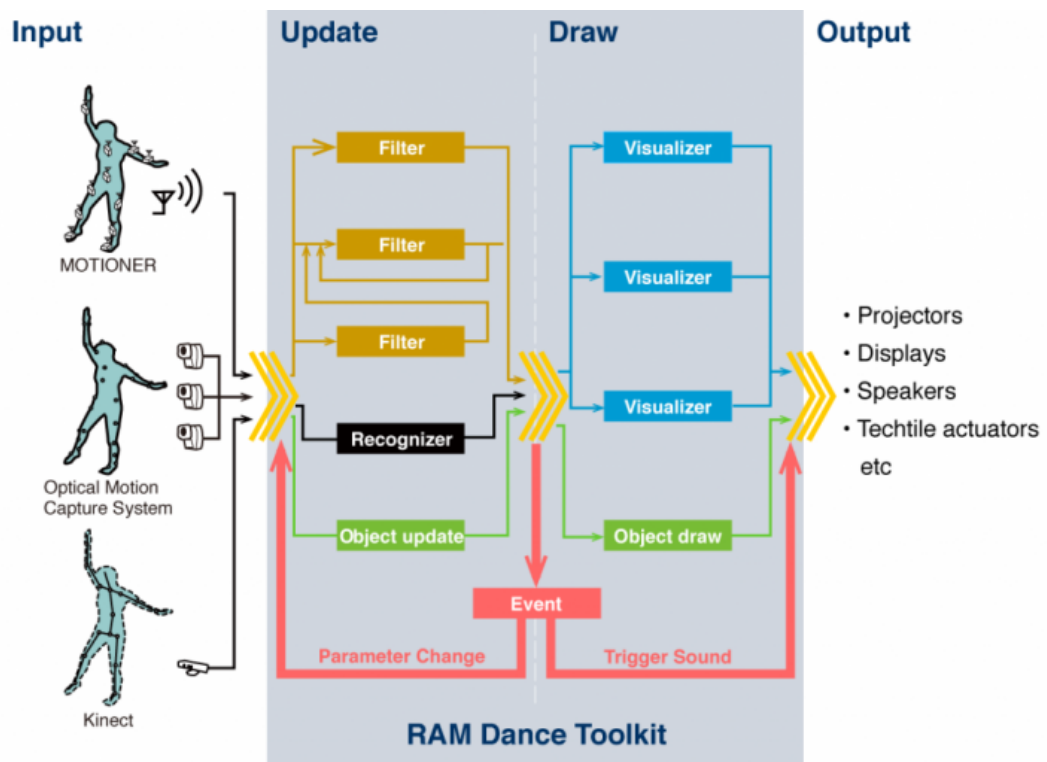 Input
Update
Draw
Output
MOTIONER
Optical Motion
Capture System
Kinect
Filter
Filter
Filter
Recognizer
Object update
Visualizer
Visualizer
Visualizer
Object draw
Event
Parameter Change
Trigger Sound
RAM Dance Toolkit
・Projectors
・Displays
・Speakers
・Techtile actuators
etc